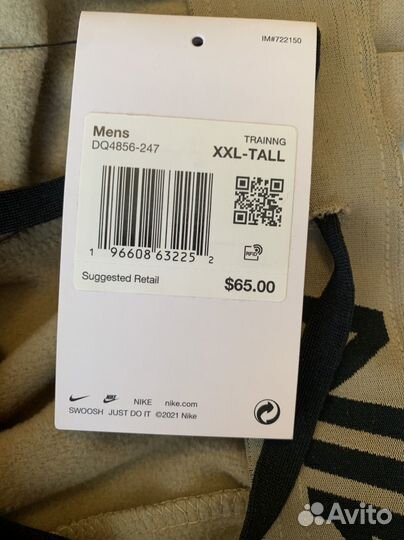 IM#722150
Mens
TRAINNG
DQ4856-247
XXL-TALL
1 96608 63225 2
RFID
Suggested Retail
$65.00
NIKE nike.com
SWOOSH JUST DO IT ©2021 Nike
Avito